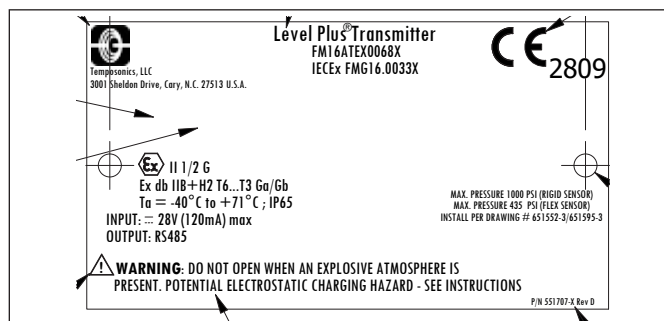 Level Plus® Transmitter
FM16ATEX0068X
IECEx FMG16.0033X
CE 2809
Temposonics, LLC
3001 Sheldon Drive, Cary, N.C. 27513 U.S.A.
Ex II 1/2 G
Ex db IIB+H2 T6...T3 Ga/Gb
Ta = -40°C to +71°C ; IP65
INPUT: ⎓ 28V (120mA) max
OUTPUT: RS485
MAX. PRESSURE 1000 PSI (RIGID SENSOR)
MAX. PRESSURE 435 PSI (FLEX SENSOR)
INSTALL PER DRAWING # 651552-3/651595-3
WARNING: DO NOT OPEN WHEN AN EXPLOSIVE ATMOSPHERE IS
PRESENT. POTENTIAL ELECTROSTATIC CHARGING HAZARD - SEE INSTRUCTIONS
P/N 551707-X Rev D